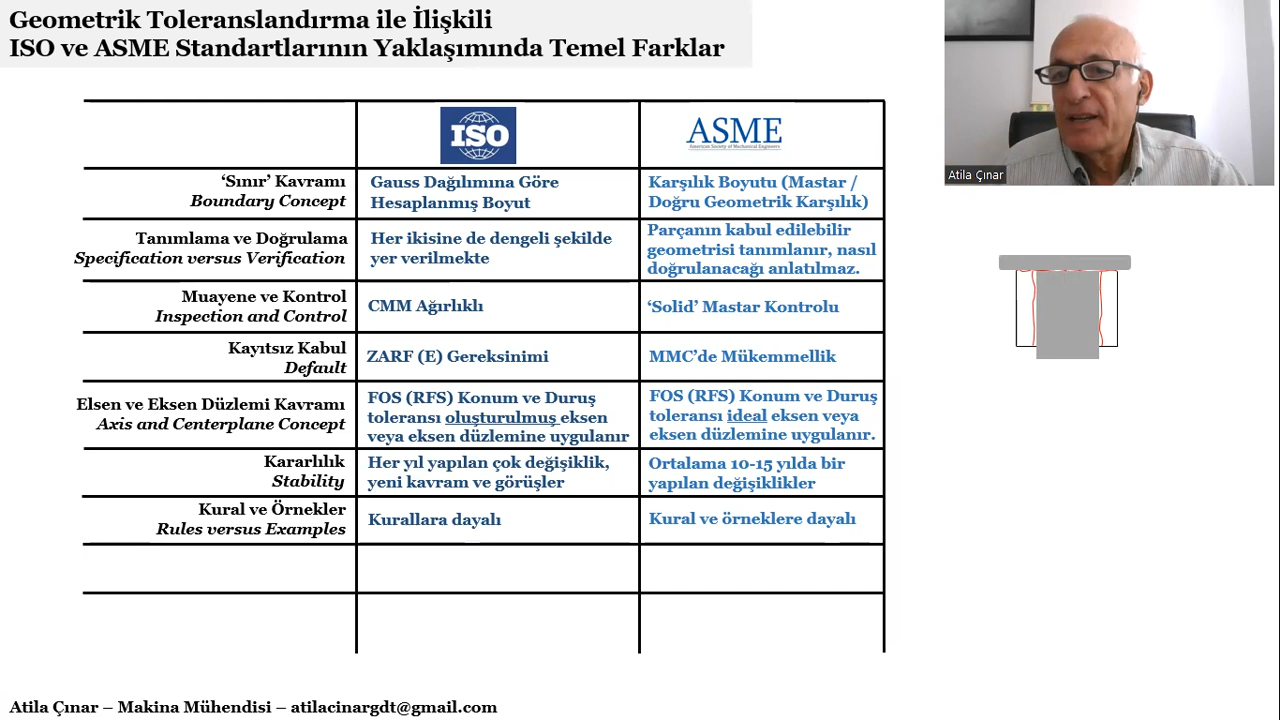 Geometrik Toleranslandırma ile İlişkili
ISO ve ASME Standartlarının Yaklaşımında Temel Farklar
Atila Çınar
ISO
ASME
American Society of Mechanical Engineers
'Sınır' Kavramı
Boundary Concept
Gauss Dağılımına Göre
Hesaplanmış Boyut
Karşılık Boyutu (Mastar /
Doğru Geometrik Karşılık)
Tanımlama ve Doğrulama
Specification versus Verification
Her ikisine de dengeli şekilde
yer verilmekte
Parçanın kabul edilebilir
geometrisi tanımlanır, nasıl
doğrulanacağı anlatılmaz.
Muayene ve Kontrol
Inspection and Control
CMM Ağırlıklı
'Solid' Mastar Kontrolu
Kayıtsız Kabul
Default
ZARF (E) Gereksinimi
MMC'de Mükemmellik
Elsen ve Eksen Düzlemi Kavramı
Axis and Centerplane Concept
FOS (RFS) Konum ve Duruş
toleransı oluşturulmuş eksen
veya eksen düzlemine uygulanır
FOS (RFS) Konum ve Duruş
toleransı ideal eksen veya
eksen düzlemine uygulanır.
Kararlılık
Stability
Her yıl yapılan çok değişiklik,
yeni kavram ve görüşler
Ortalama 10-15 yılda bir
yapılan değişiklikler
Kural ve Örnekler
Rules versus Examples
Kurallara dayalı
Kural ve örneklere dayalı
Atila Çınar – Makina Mühendisi – atilacinargdt@gmail.com